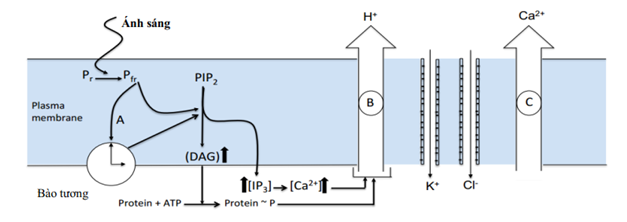 H⁺
Ca²⁺
Ánh sáng
Pr
Pfr
PIP₂
Plasma
membrane
A
B
C
(DAG)
Bào tương
[IP₃]
[Ca²⁺]
K⁺
Cl⁻
Protein + ATP
Protein ~ P